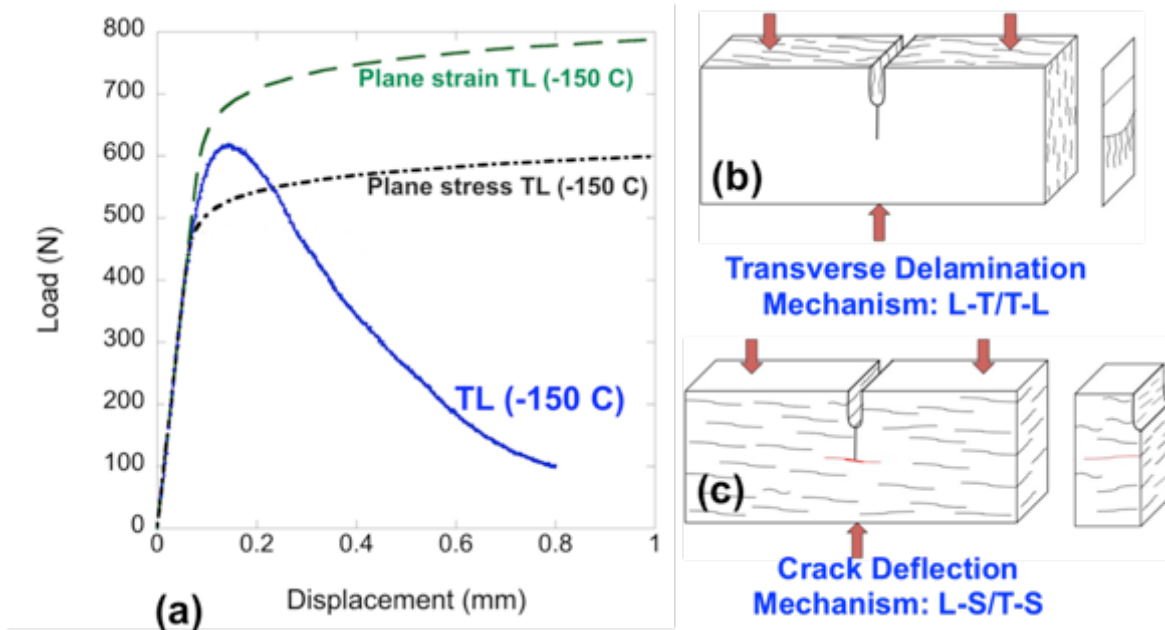 800
700
600
500
400
300
200
100
0
Load (N)
Plane strain TL (-150 C)
Plane stress TL (-150 C)
TL (-150 C)
0 0.2 0.4 0.6 0.8 1
(a) Displacement (mm)
(b)
Transverse Delamination
Mechanism: L-T/T-L
(c)
Crack Deflection
Mechanism: L-S/T-S